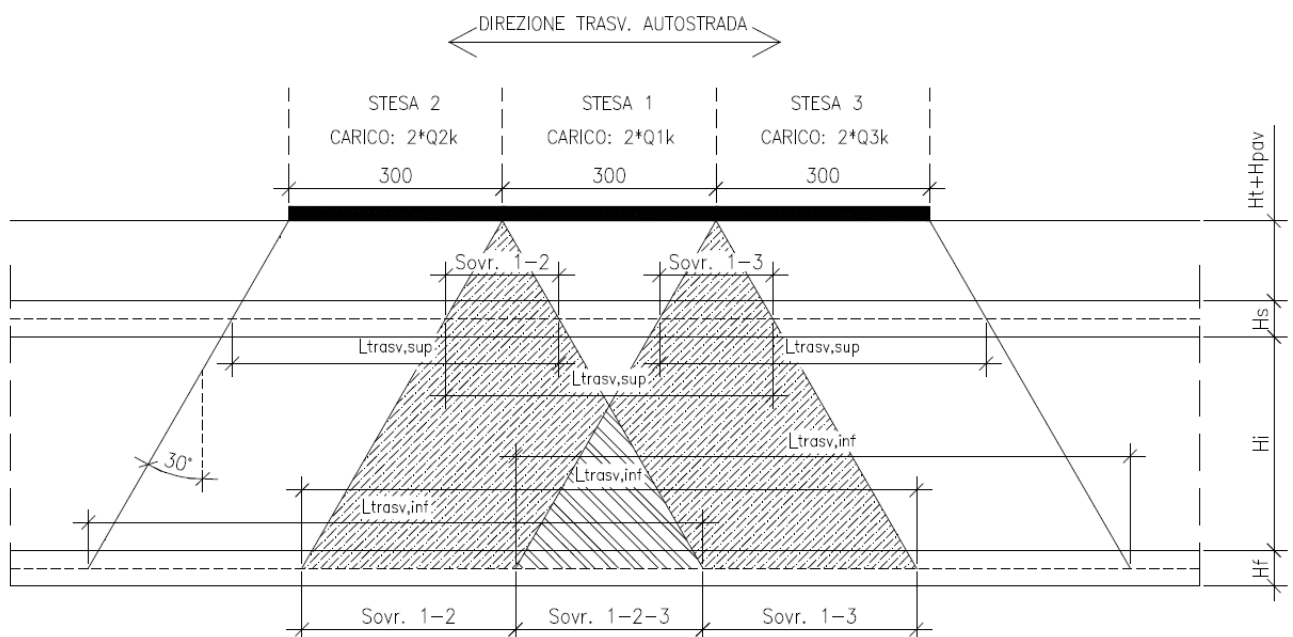 DIREZIONE TRASV. AUTOSTRADA
STESA 2
CARICO: 2*Q2k
300
STESA 1
CARICO: 2*Q1k
300
STESA 3
CARICO: 2*Q3k
300
Ht+Hpav
Sovr. 1-2
Sovr. 1-3
Hs
Ltrasv,sup
Ltrasv,sup
Ltrasv,sup
Ltrasv,inf
Hi
30°
Ltrasv,inf
Ltrasv,inf
Hf
Sovr. 1-2
Sovr. 1-2-3
Sovr. 1-3